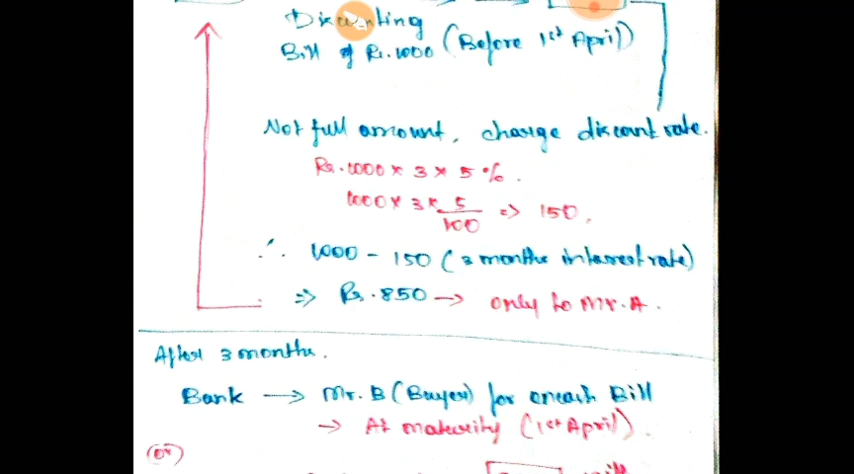 Discounting
Bill of Rs.1000 (Before 1st April)
Not full amount, charge discount rate.
Rs.1000 × 3 × 5 %.
1000 × 3 × 5/100 => 150.
∴ 1000 - 150 (3 months interest rate)
=> Rs.850 → only to Mr.A.
After 3 months.
Bank → Mr.B (Buyer) for encash Bill
→ At maturity (1st April).
(or)